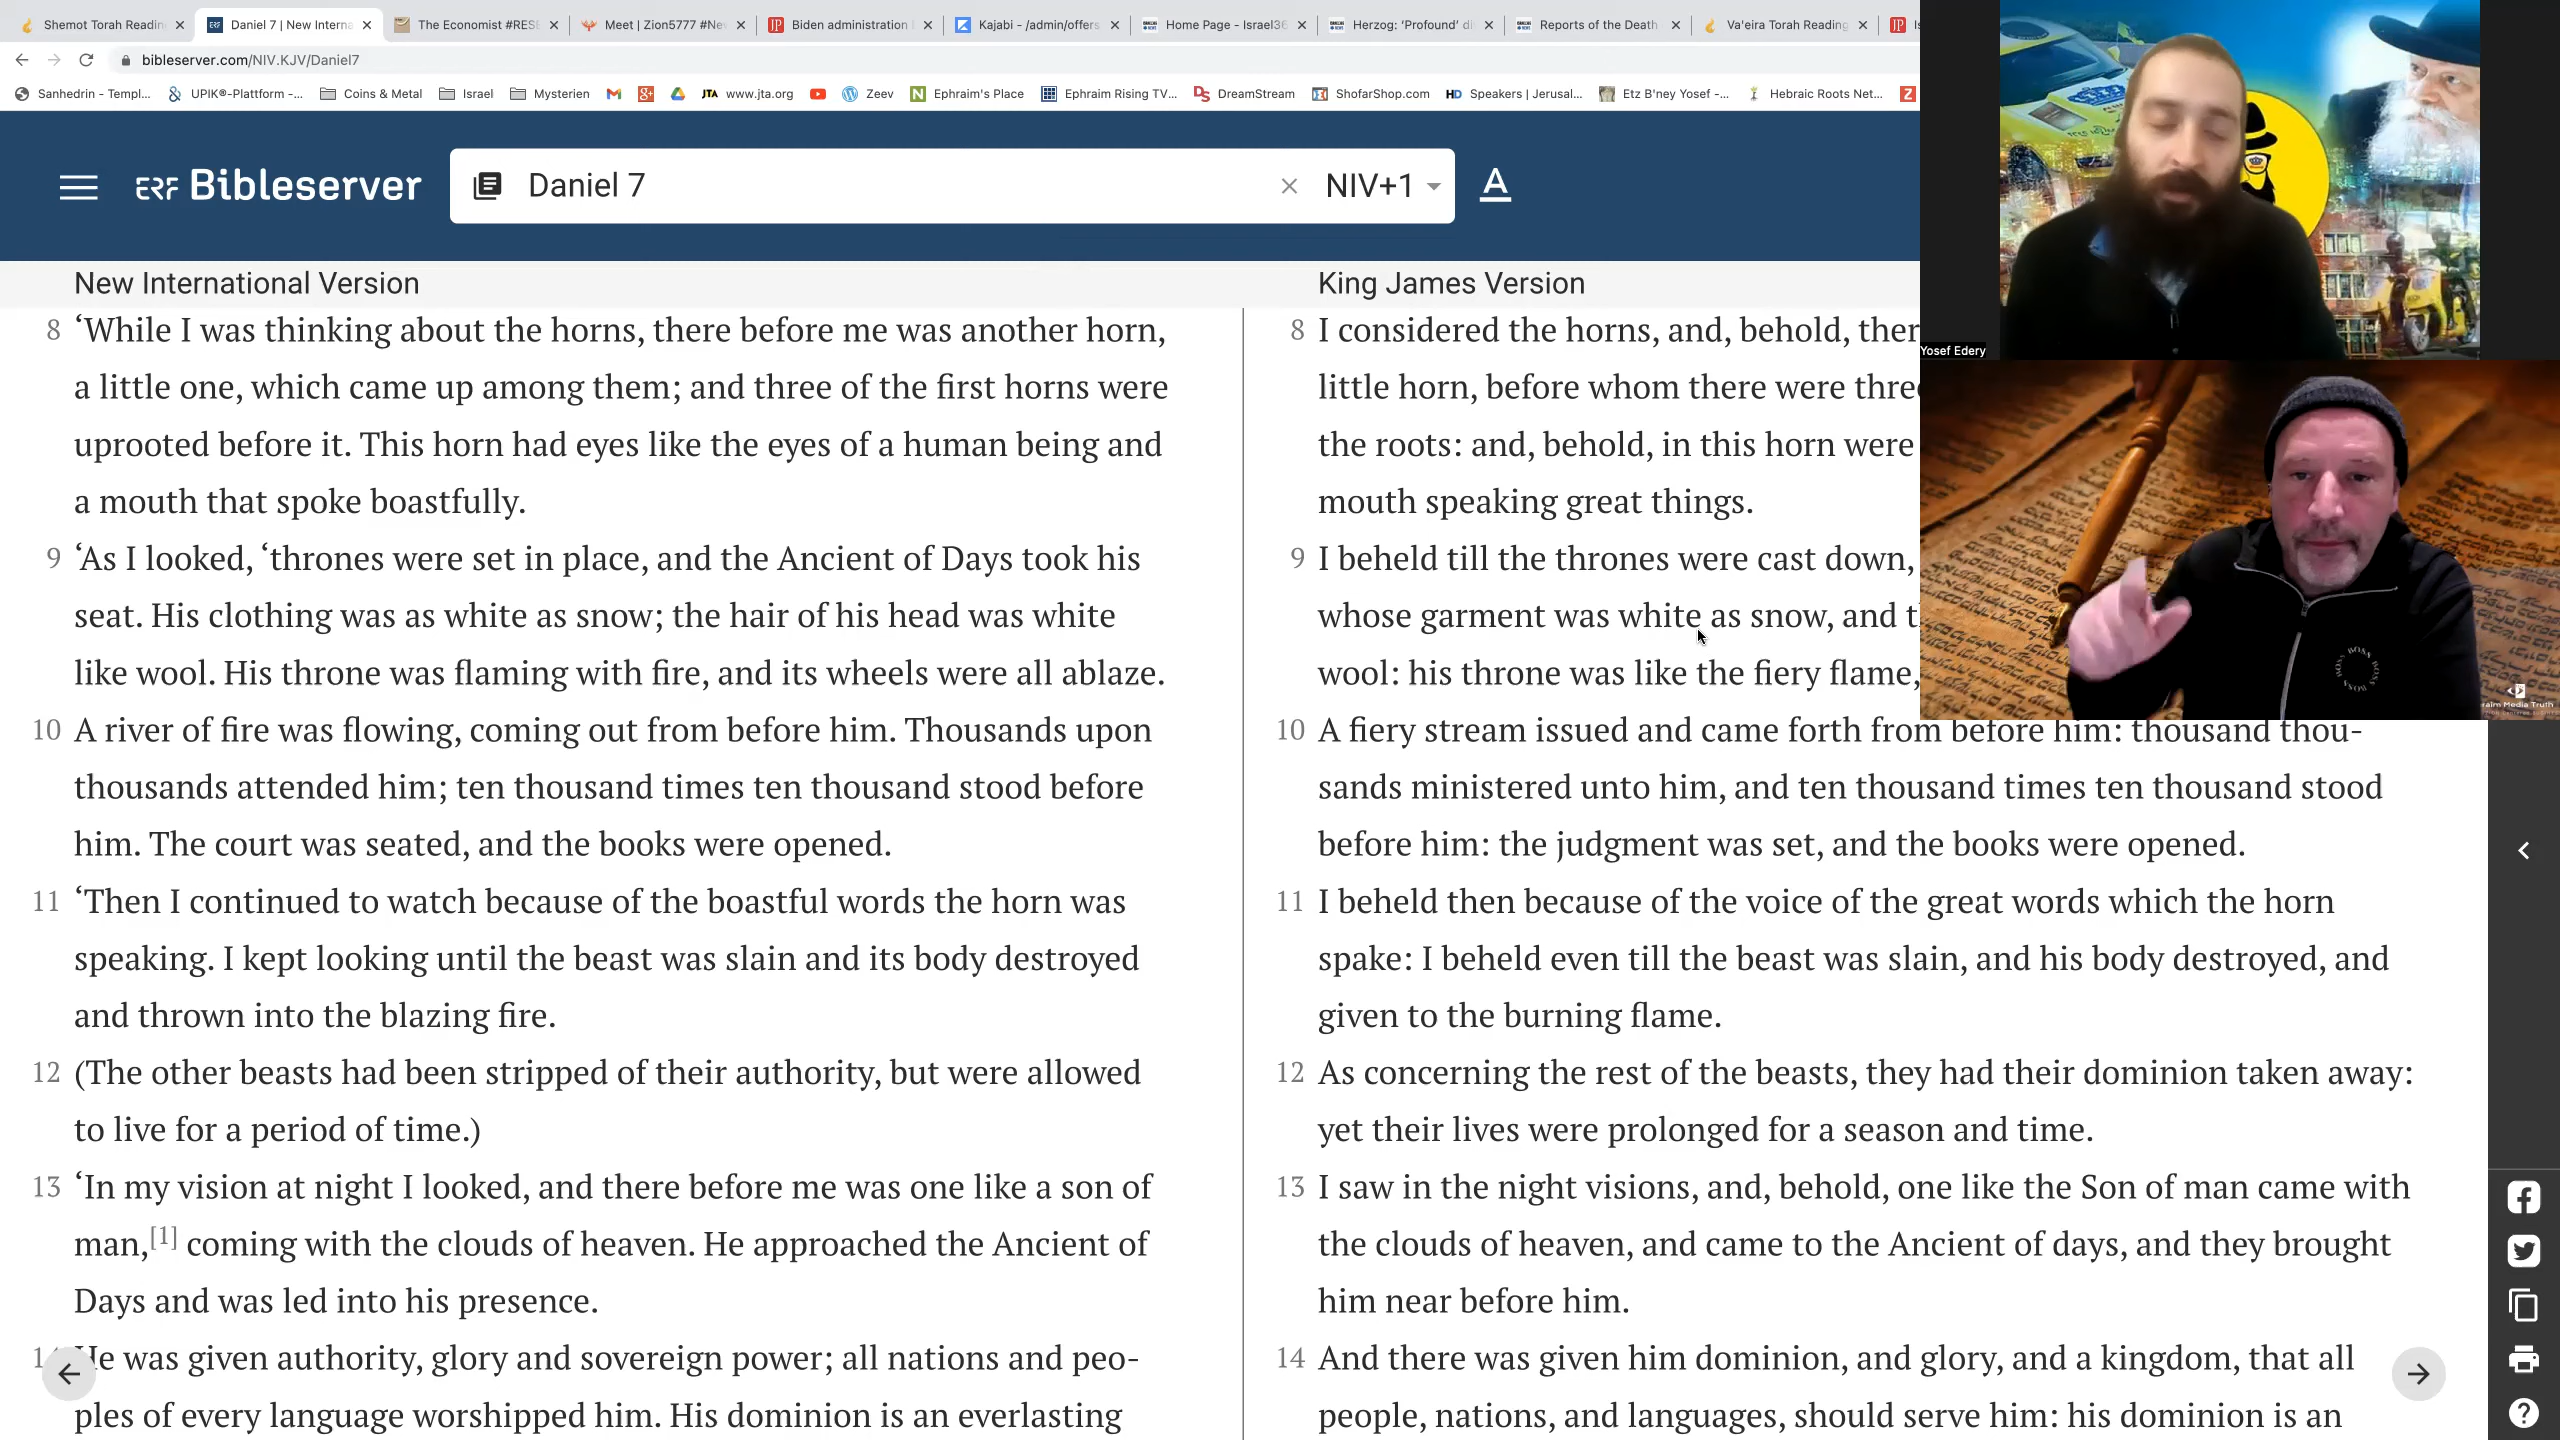 Shemot Torah Readin
Daniel 7 | New Interna
The Economist #RESE
Meet | Zion5777 #Ne
Biden administration
Kajabi - /admin/offers
Home Page - Israel36
Herzog: ‘Profound’ di
Reports of the Death
Va'eira Torah Reading
bibleserver.com/NIV.KJV/Daniel7
Sanhedrin - Templ...
UPIK®-Plattform -...
Coins & Metal
Israel
Mysterien
JTA www.jta.org
Zeev
N Ephraim's Place
Ephraim Rising TV...
DS DreamStream
ShofarShop.com
HD Speakers | Jerusal...
Etz B'ney Yosef -...
Hebraic Roots Net...
Z
ERF Bibleserver
Daniel 7
NIV+1
A
New International Version
8 ‘While I was thinking about the horns, there before me was another horn,
a little one, which came up among them; and three of the first horns were
uprooted before it. This horn had eyes like the eyes of a human being and
a mouth that spoke boastfully.
9 ‘As I looked, ‘thrones were set in place, and the Ancient of Days took his
seat. His clothing was as white as snow; the hair of his head was white
like wool. His throne was flaming with fire, and its wheels were all ablaze.
10 A river of fire was flowing, coming out from before him. Thousands upon
thousands attended him; ten thousand times ten thousand stood before
him. The court was seated, and the books were opened.
11 ‘Then I continued to watch because of the boastful words the horn was
speaking. I kept looking until the beast was slain and its body destroyed
and thrown into the blazing fire.
12 (The other beasts had been stripped of their authority, but were allowed
to live for a period of time.)
13 ‘In my vision at night I looked, and there before me was one like a son of
man,[1] coming with the clouds of heaven. He approached the Ancient of
Days and was led into his presence.
He was given authority, glory and sovereign power; all nations and peo-
ples of every language worshipped him. His dominion is an everlasting
King James Version
8 I considered the horns, and, behold, ther
little horn, before whom there were three
the roots: and, behold, in this horn were
mouth speaking great things.
9 I beheld till the thrones were cast down,
whose garment was white as snow, and t
wool: his throne was like the fiery flame,
10 A fiery stream issued and came forth from before him: thousand thou-
sands ministered unto him, and ten thousand times ten thousand stood
before him: the judgment was set, and the books were opened.
11 I beheld then because of the voice of the great words which the horn
spake: I beheld even till the beast was slain, and his body destroyed, and
given to the burning flame.
12 As concerning the rest of the beasts, they had their dominion taken away:
yet their lives were prolonged for a season and time.
13 I saw in the night visions, and, behold, one like the Son of man came with
the clouds of heaven, and came to the Ancient of days, and they brought
him near before him.
14 And there was given him dominion, and glory, and a kingdom, that all
people, nations, and languages, should serve him: his dominion is an
Yosef Edery
BOSS BOSS BOSS
raim Media Truth